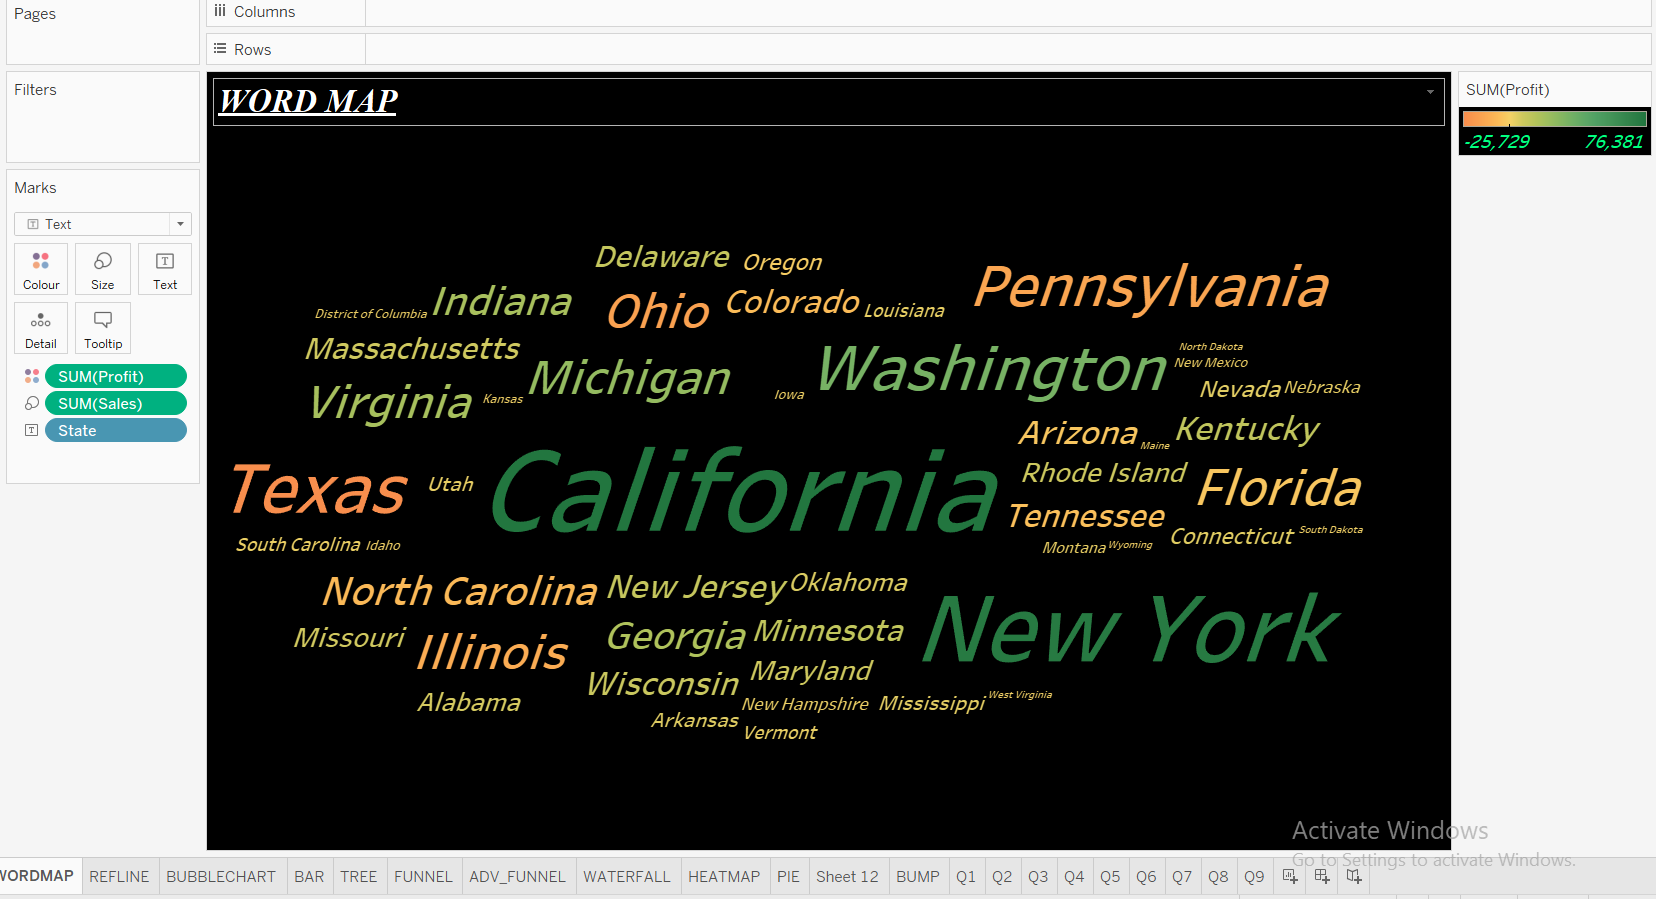 Pages
Columns
Rows
Filters
Marks
Text
Colour
Size
Text
Detail
Tooltip
SUM(Profit)
SUM(Sales)
State
WORD MAP
Delaware Oregon
Pennsylvania
District of Columbia Indiana Ohio Colorado Louisiana
Massachusetts
Virginia Kansas Michigan Iowa Washington
North Dakota
New Mexico
Nevada Nebraska
Arizona Maine Kentucky
Texas Utah California
Rhode Island Florida
Tennessee
South Carolina Idaho
Montana Wyoming Connecticut South Dakota
North Carolina New Jersey Oklahoma
New York
Missouri Illinois Georgia Minnesota
Wisconsin Maryland
Alabama
New Hampshire Mississippi West Virginia
Arkansas Vermont
SUM(Profit)
-25,729 76,381
Activate Windows
Go to Settings to activate Windows.
WORDMAP REFLINE BUBBLECHART BAR TREE FUNNEL ADV_FUNNEL WATERFALL HEATMAP PIE Sheet 12 BUMP Q1 Q2 Q3 Q4 Q5 Q6 Q7 Q8 Q9